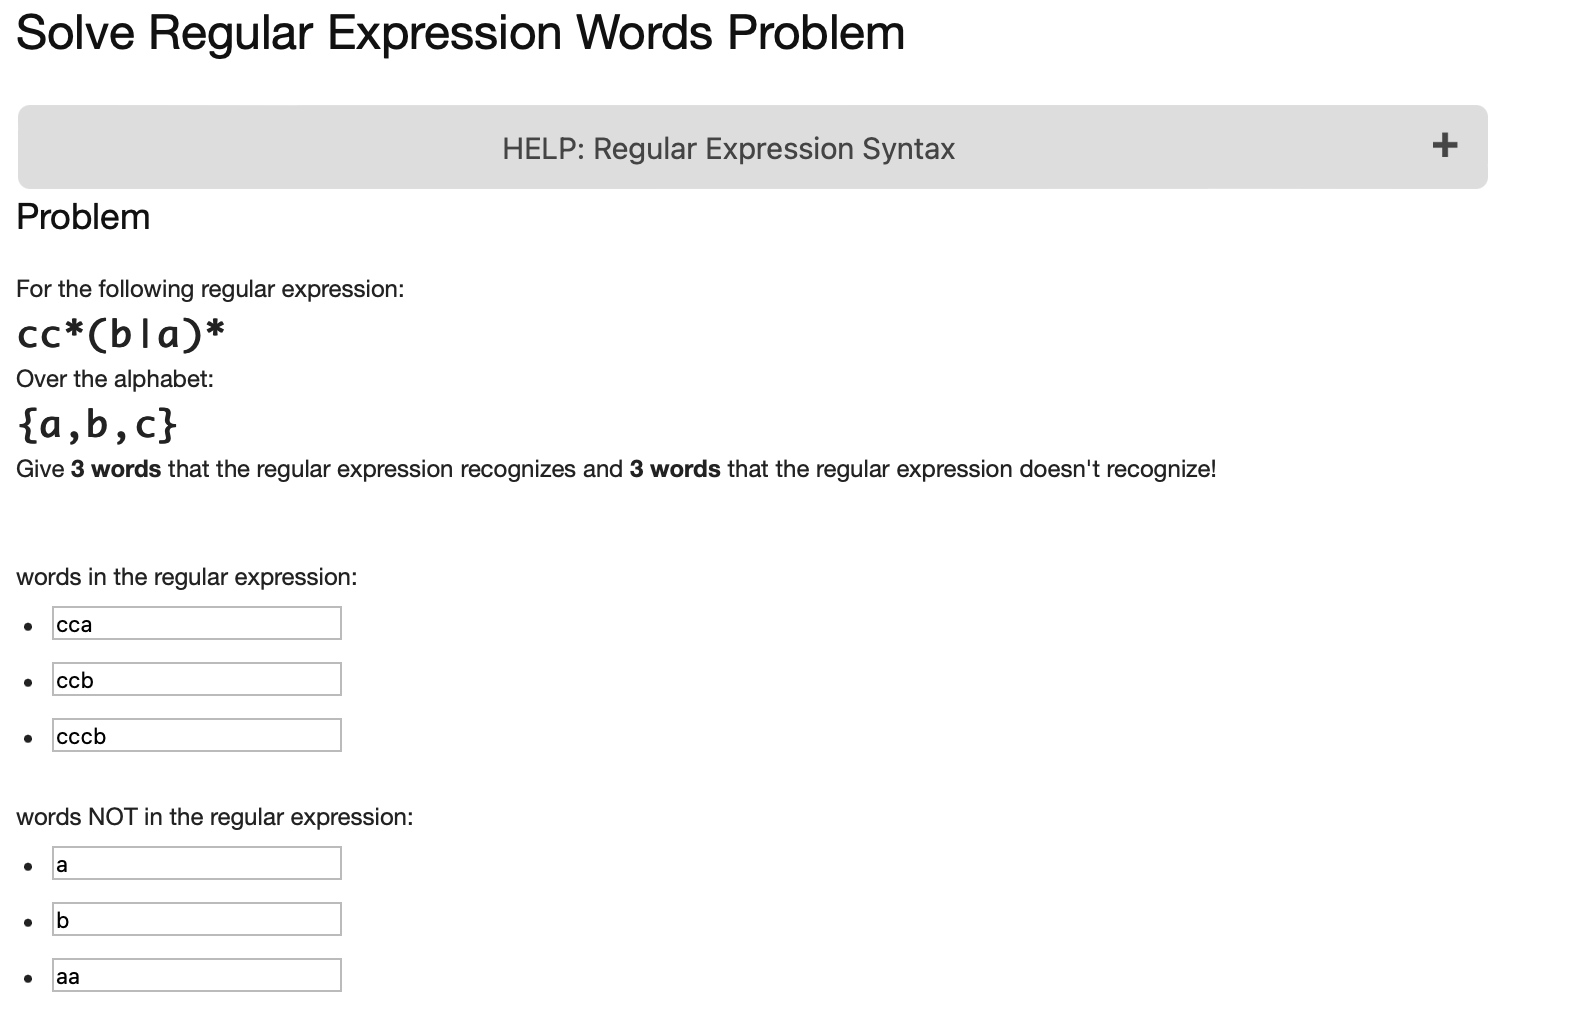 Solve Regular Expression Words Problem
HELP: Regular Expression Syntax +
Problem
For the following regular expression:
cc*(b|a)*
Over the alphabet:
{a,b,c}
Give 3 words that the regular expression recognizes and 3 words that the regular expression doesn't recognize!
words in the regular expression:
• cca
• ccb
• cccb
words NOT in the regular expression:
• a
• b
• aa